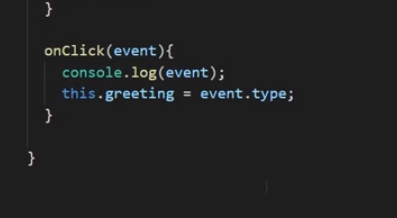 }
onClick(event){
console.log(event);
this.greeting = event.type;
}
}